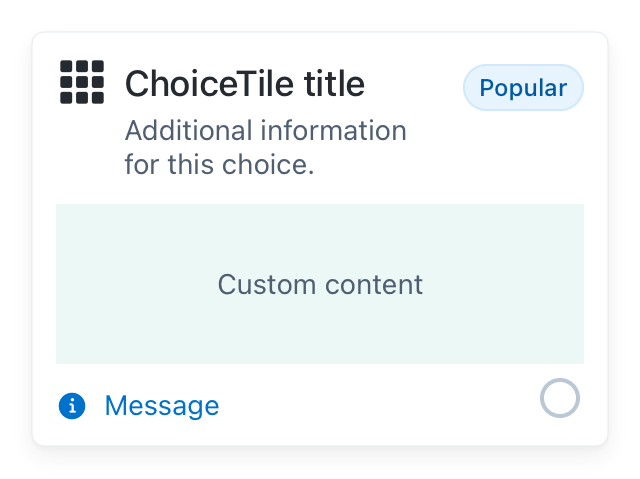 ChoiceTile title
Popular
Additional information
for this choice.
Custom content
Message